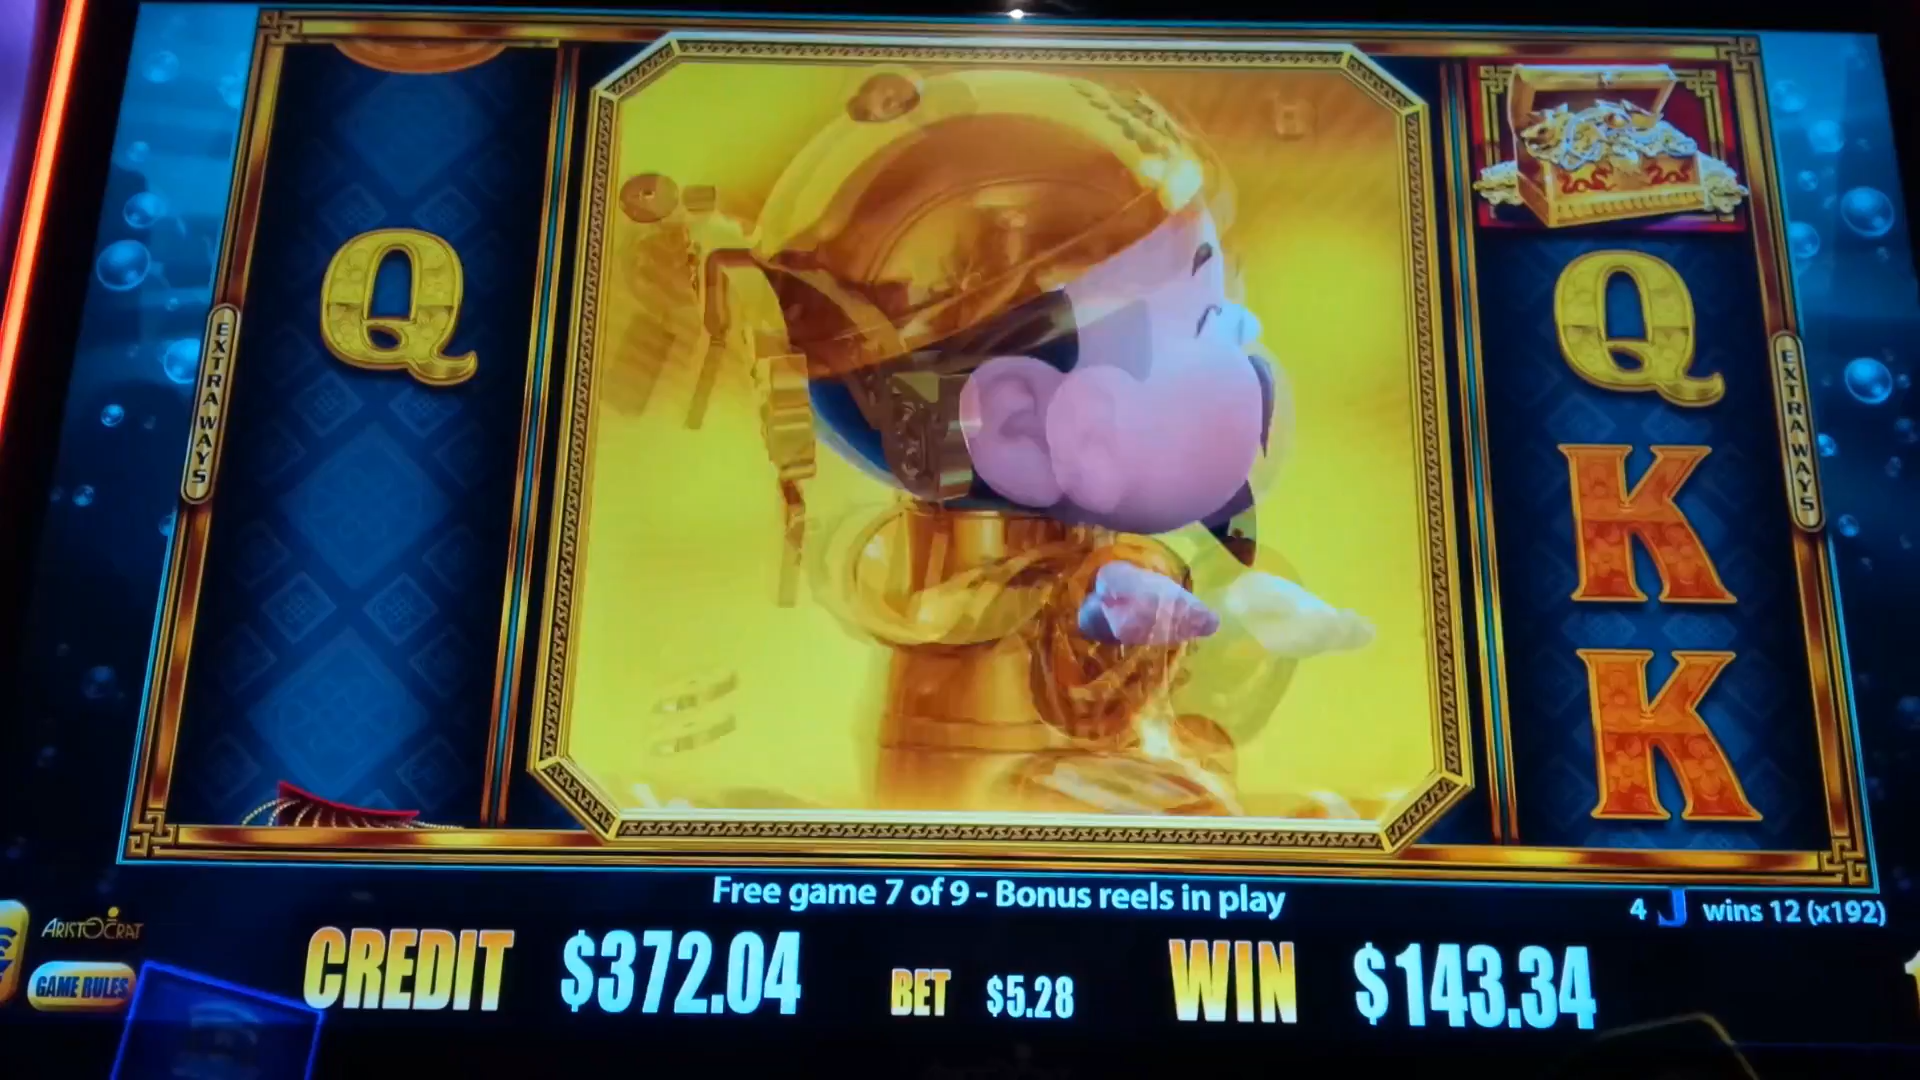 Q
Q
K
K
EXTRA WAYS
EXTRA WAYS
Free game 7 of 9 - Bonus reels in play
4 J wins 12 (x192)
ARISTOCRAT
GAME RULES
CREDIT $372.04
BET $5.28
WIN $143.34